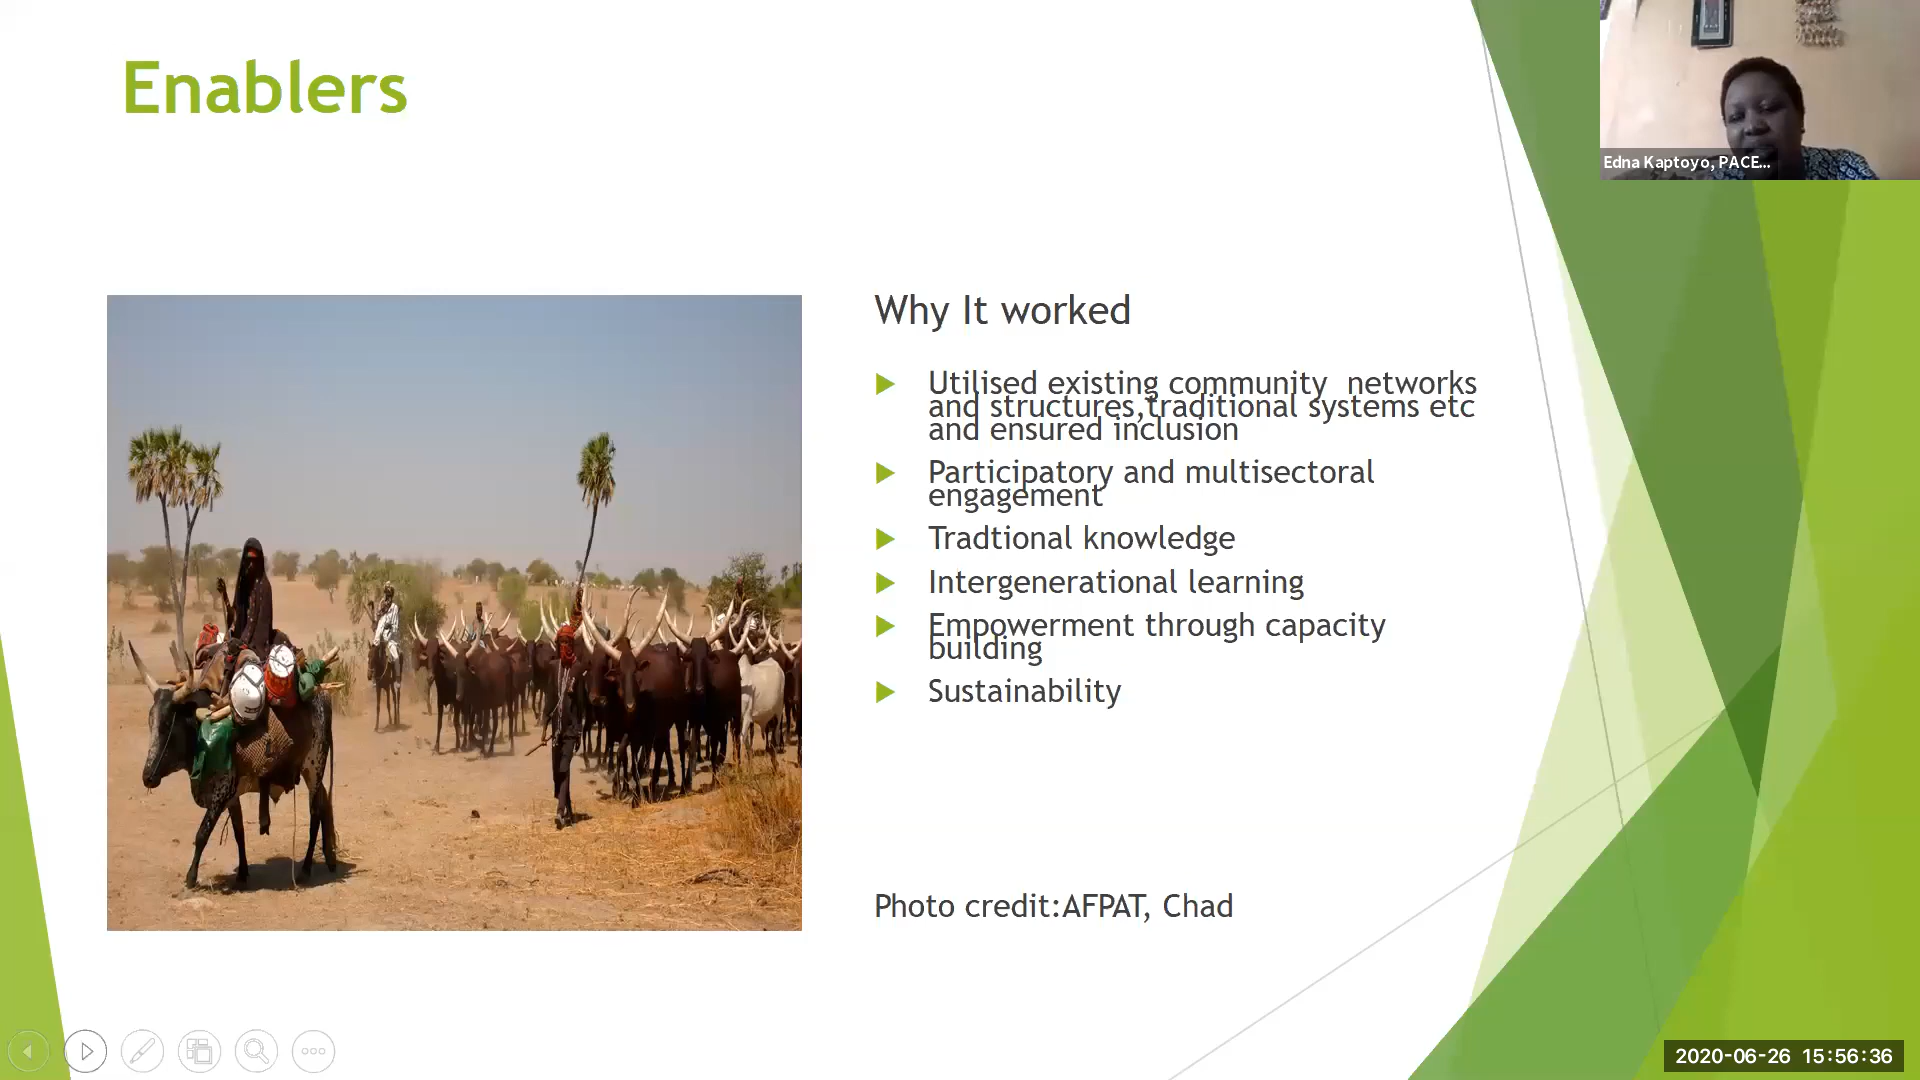 Enablers
Edna Kaptoyo, PACE...
Why It worked
Utilised existing community  networks
and structures,traditional systems etc
and ensured inclusion
Participatory and multisectoral
engagement
Tradtional knowledge
Intergenerational learning
Empowerment through capacity
building
Sustainability
Photo credit:AFPAT, Chad
2020-06-26 15:56:36